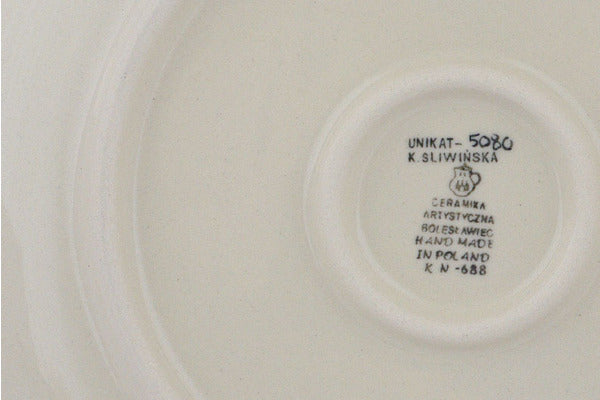 UNIKAT- 5080
K. SLIWIŃSKA
CERAMIKA
ARTYSTYCZNA
BOLESŁAWIEC
HAND MADE
IN POLAND
K N -688